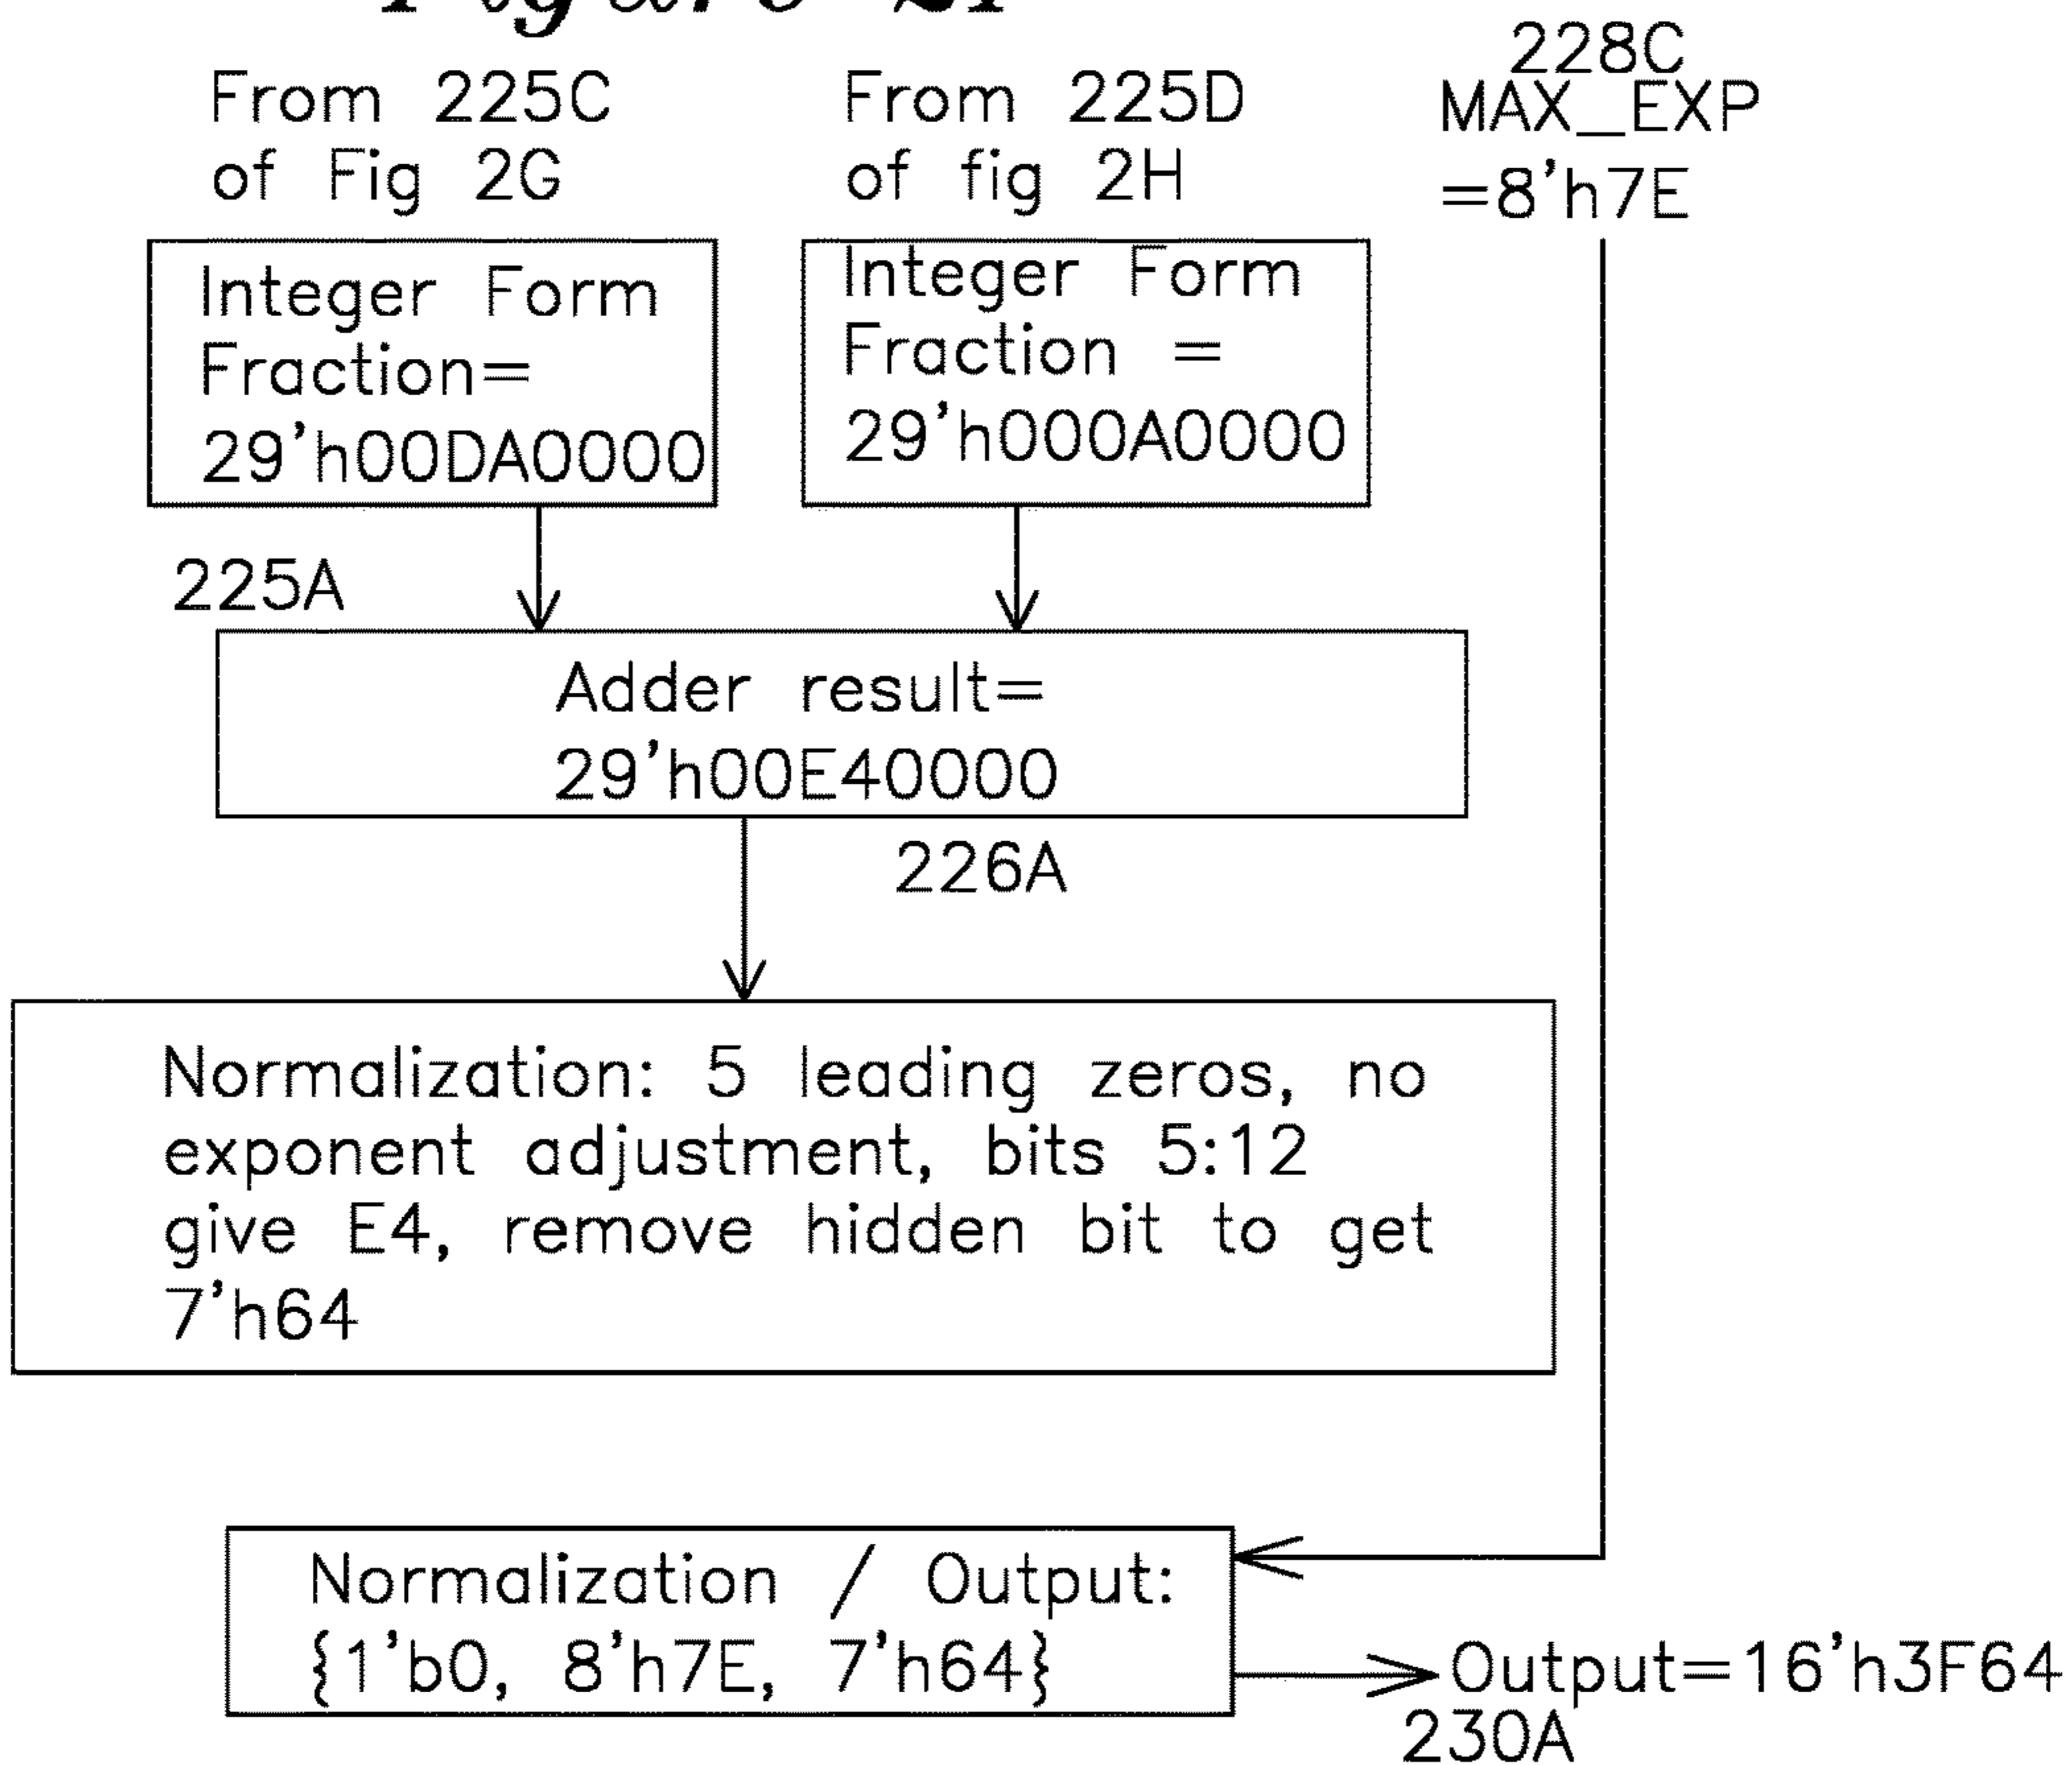 From 225C
of Fig 2G
From 225D
of fig 2H
228C
MAX_EXP
=8'h7E
Integer Form
Fraction=
29'h00DA0000
Integer Form
Fraction =
29'h000A0000
225A
Adder result=
29'h00E40000
226A
Normalization: 5 leading zeros, no
exponent adjustment, bits 5:12
give E4, remove hidden bit to get
7'h64
Normalization / Output:
{1'b0, 8'h7E, 7'h64}
Output=16'h3F64
230A